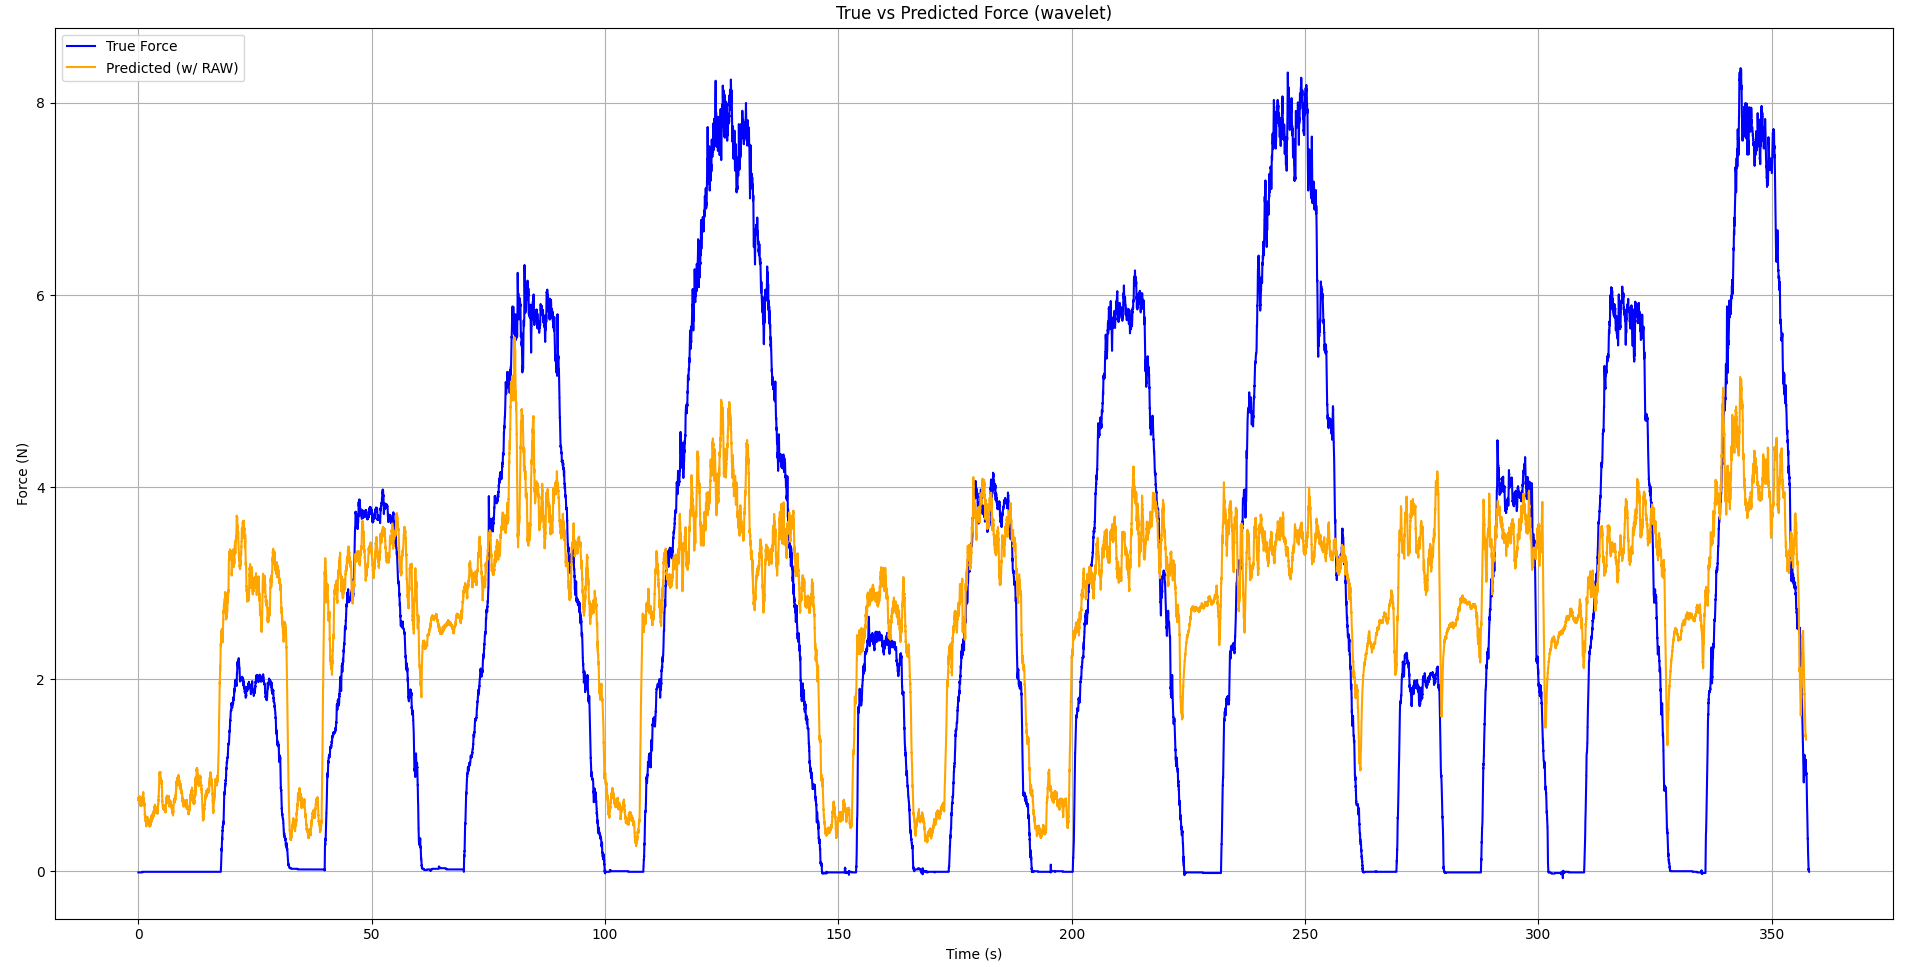 True vs Predicted Force (wavelet)
True Force
Predicted (w/ RAW)
Force (N)
8
6
4
2
0
0 50 100 150 200 250 300 350
Time (s)